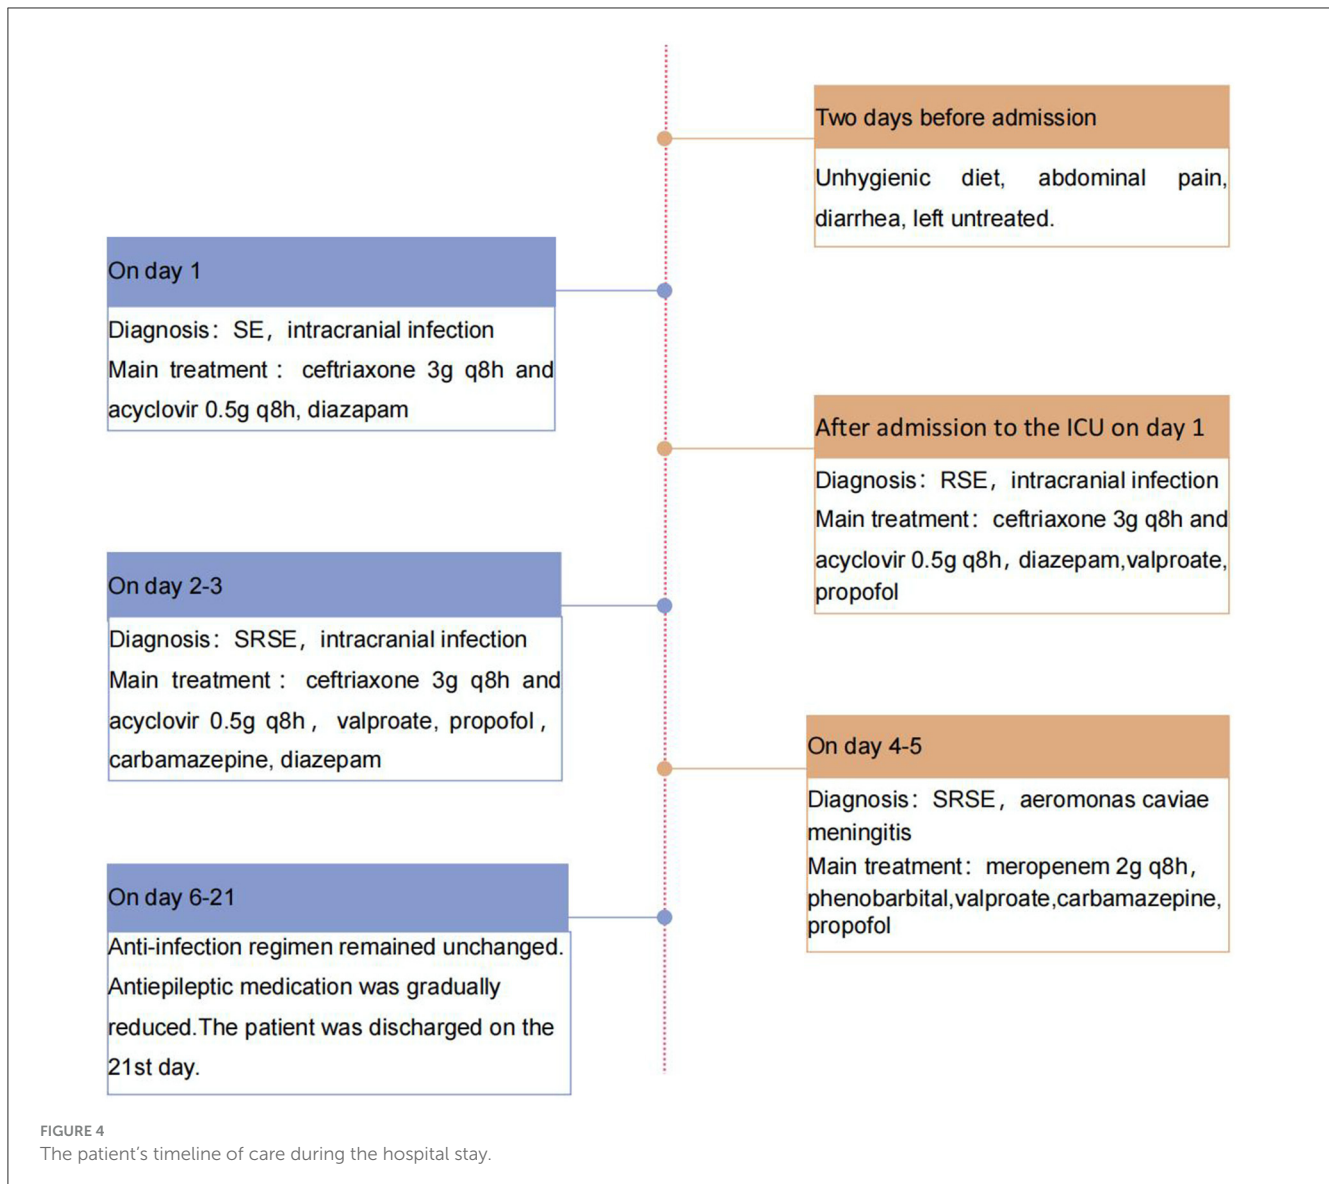 Two days before admission
Unhygienic diet, abdominal pain,
diarrhea, left untreated.
On day 1
Diagnosis：SE，intracranial infection
Main treatment：ceftriaxone 3g q8h and
acyclovir 0.5g q8h, diazapam
After admission to the ICU on day 1
Diagnosis：RSE，intracranial infection
Main treatment：ceftriaxone 3g q8h and
acyclovir 0.5g q8h，diazepam,valproate,
propofol
On day 2-3
Diagnosis：SRSE，intracranial infection
Main treatment：ceftriaxone 3g q8h and
acyclovir 0.5g q8h，valproate, propofol，
carbamazepine, diazepam
On day 4-5
Diagnosis：SRSE，aeromonas caviae
meningitis
Main treatment：meropenem 2g q8h，
phenobarbital,valproate,carbamazepine,
propofol
On day 6-21
Anti-infection regimen remained unchanged.
Antiepileptic medication was gradually
reduced.The patient was discharged on the
21st day.
FIGURE 4
The patient's timeline of care during the hospital stay.